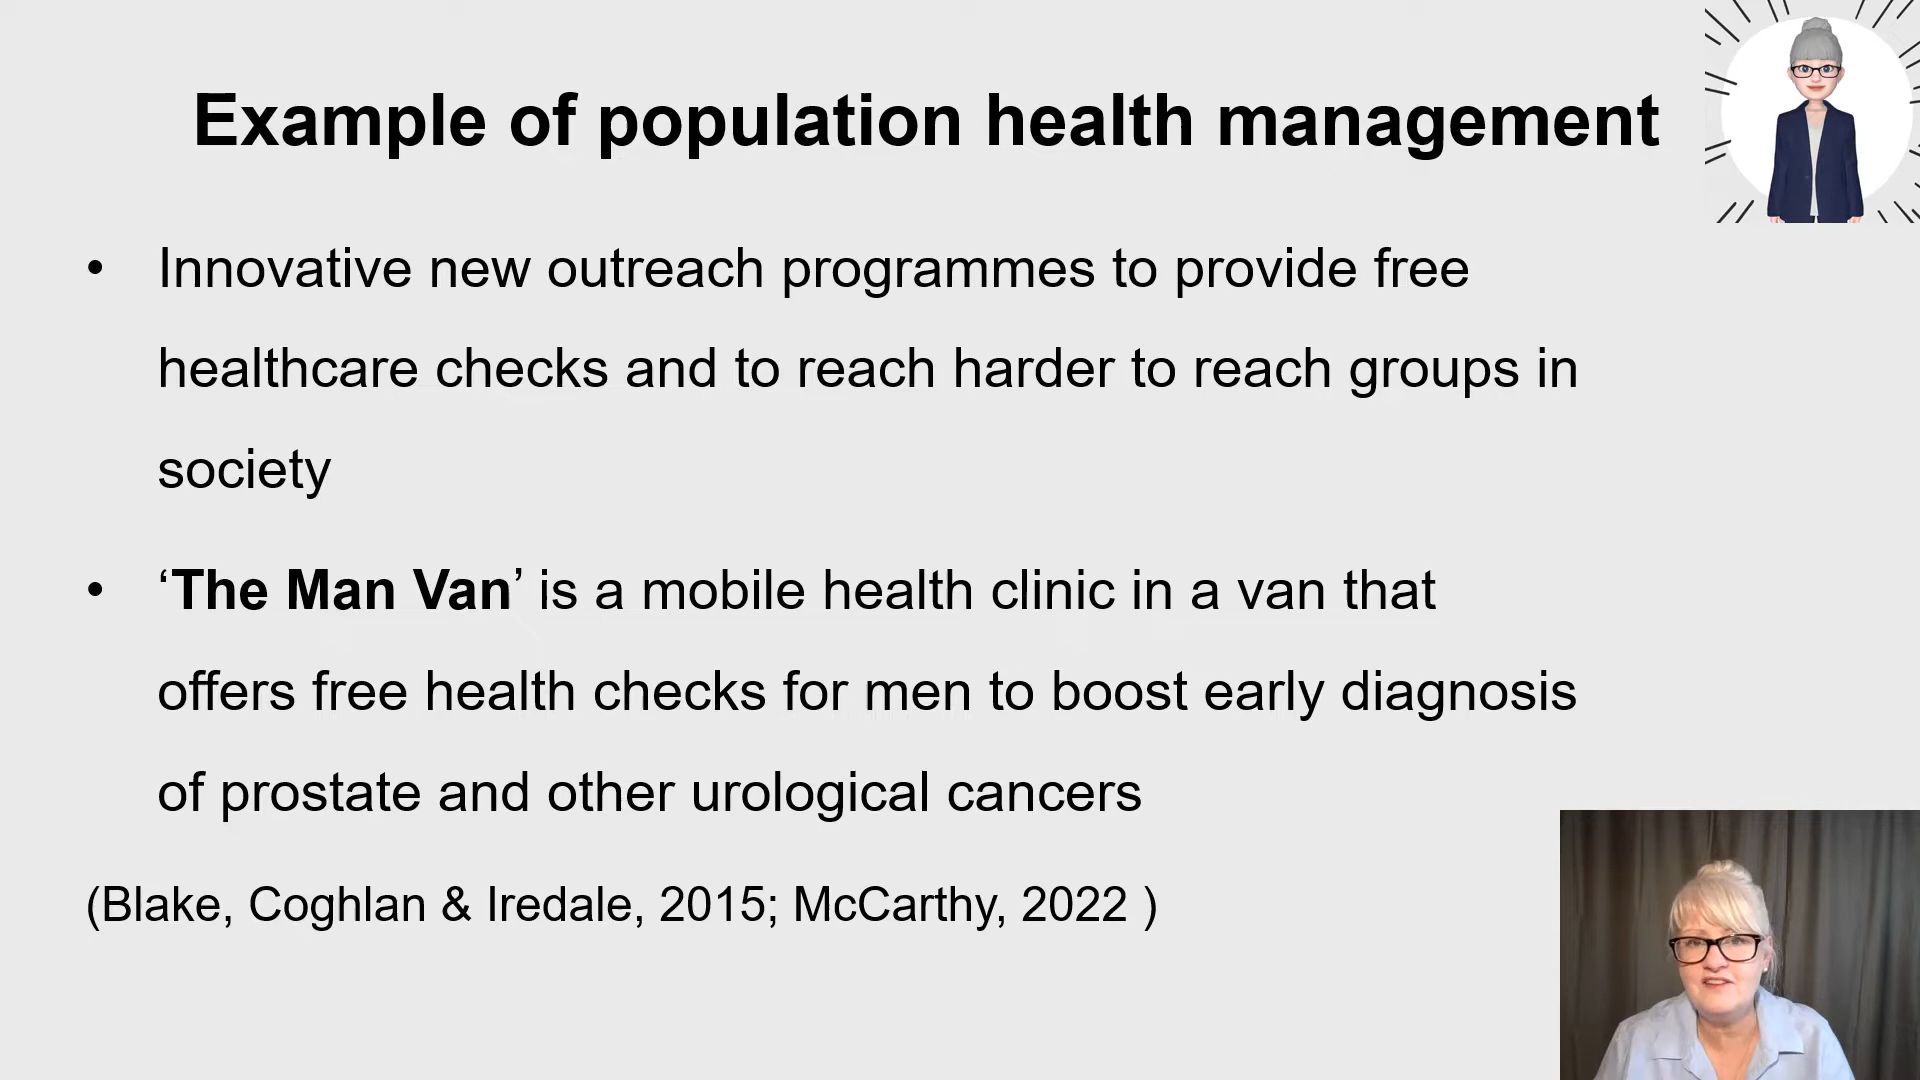 Example of population health management
• Innovative new outreach programmes to provide free
healthcare checks and to reach harder to reach groups in
society
• ‘The Man Van’ is a mobile health clinic in a van that
offers free health checks for men to boost early diagnosis
of prostate and other urological cancers
(Blake, Coghlan & Iredale, 2015; McCarthy, 2022 )